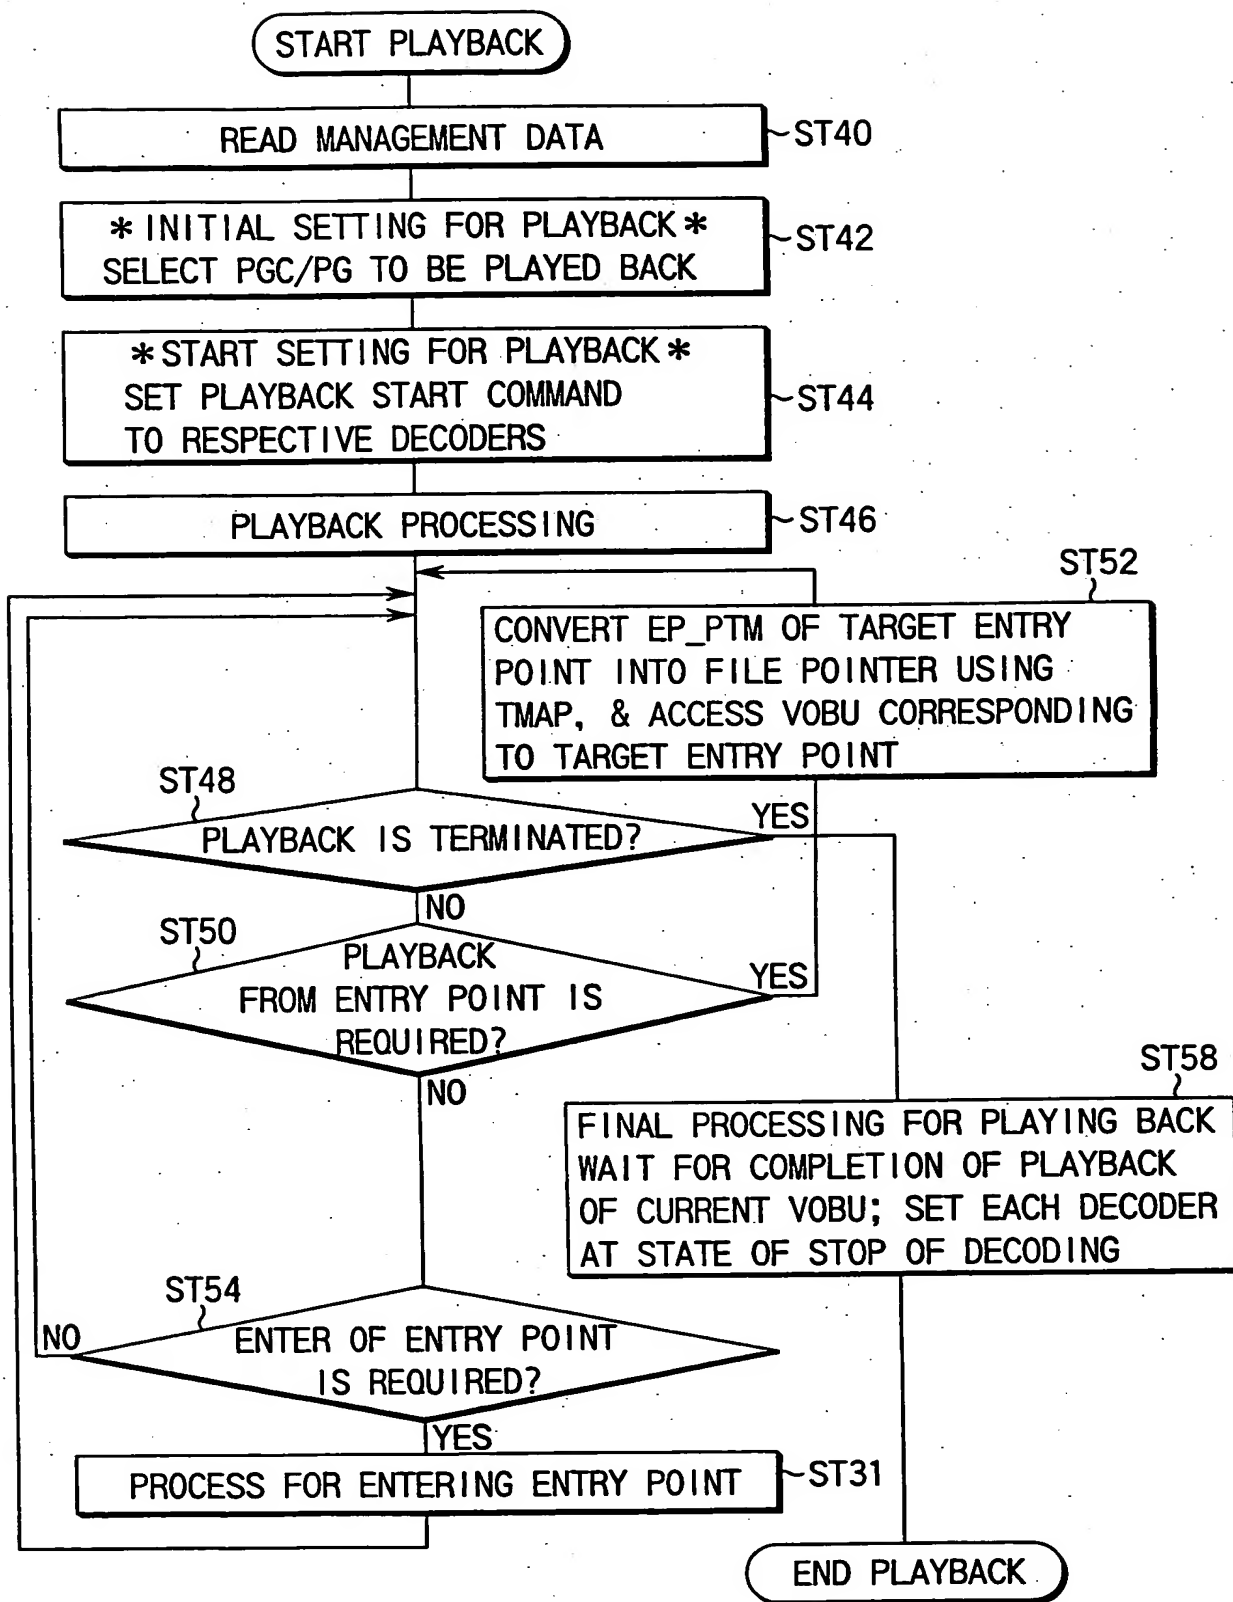 START PLAYBACK
READ MANAGEMENT DATA
ST40
*INITIAL SETTING FOR PLAYBACK*
SELECT PGC/PG TO BE PLAYED BACK
ST42
*START SETTING FOR PLAYBACK*
SET PLAYBACK START COMMAND
TO RESPECTIVE DECODERS
ST44
PLAYBACK PROCESSING
ST46
ST52
CONVERT EP_PTM OF TARGET ENTRY
POINT INTO FILE POINTER USING
TMAP, & ACCESS VOBU CORRESPONDING
TO TARGET ENTRY POINT
ST48
PLAYBACK IS TERMINATED?
YES
NO
ST50
PLAYBACK
FROM ENTRY POINT IS
REQUIRED?
YES
NO
ST58
FINAL PROCESSING FOR PLAYING BACK
WAIT FOR COMPLETION OF PLAYBACK
OF CURRENT VOBU; SET EACH DECODER
AT STATE OF STOP OF DECODING
ST54
NO
ENTER OF ENTRY POINT
IS REQUIRED?
YES
PROCESS FOR ENTERING ENTRY POINT
ST31
END PLAYBACK